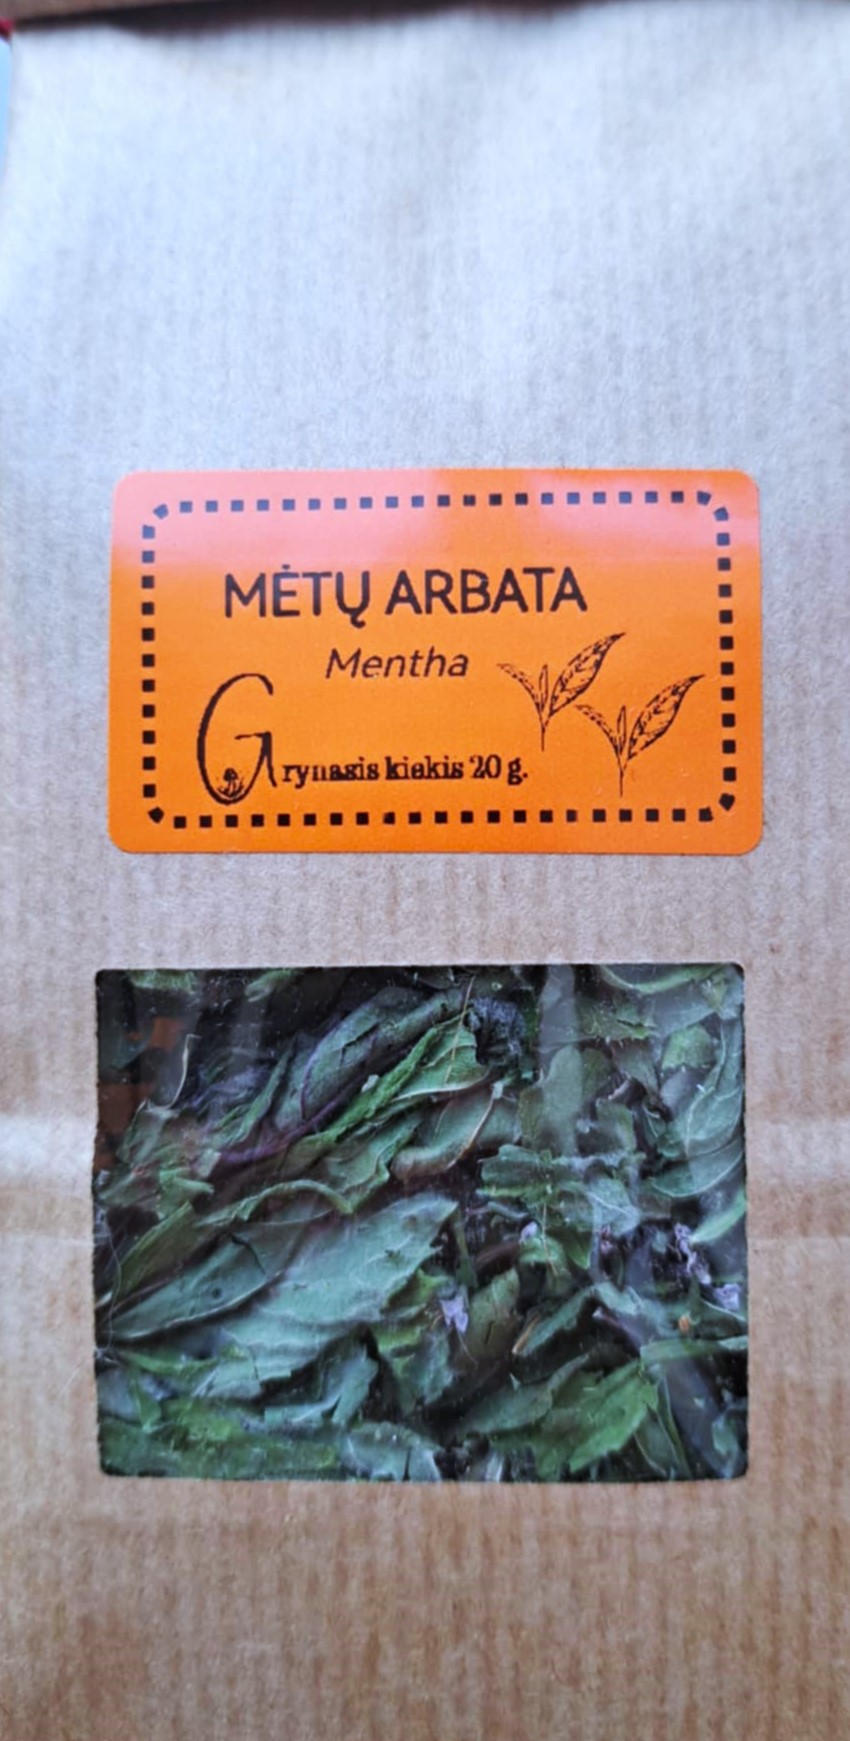 MĖTŲ ARBATA
Mentha
Grynasis kiekis 20 g.